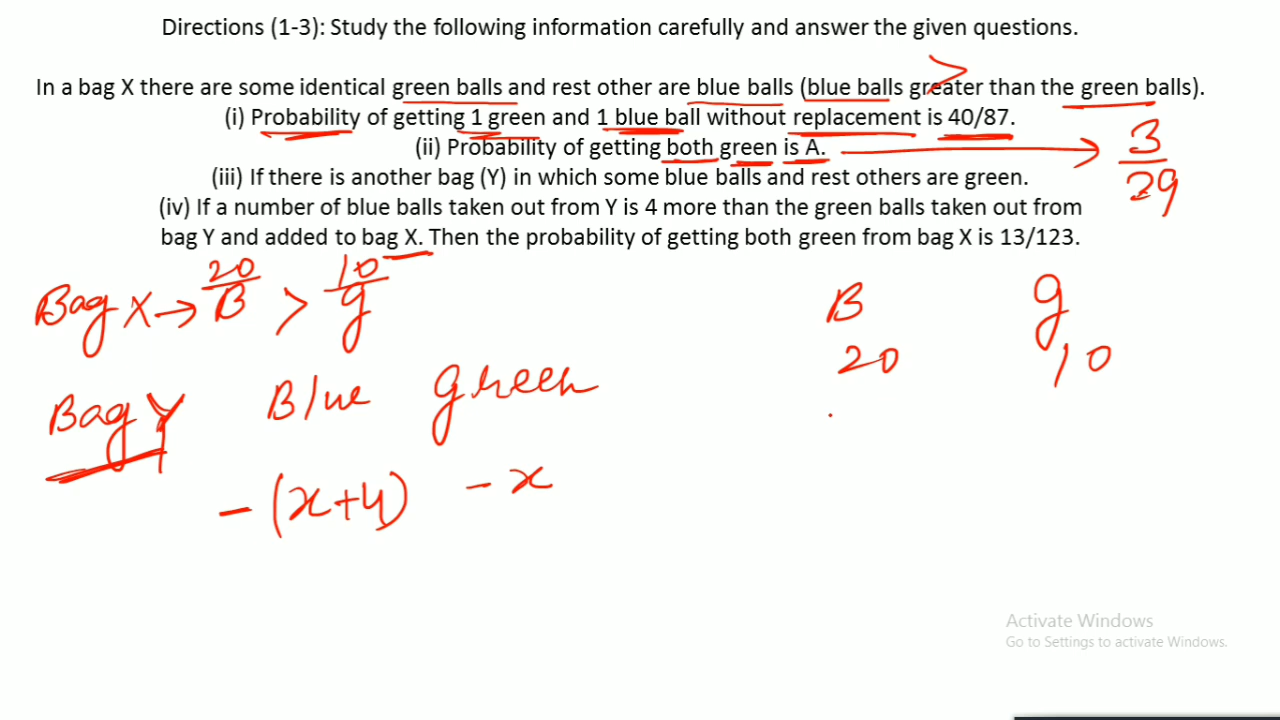 Directions (1-3): Study the following information carefully and answer the given questions.
In a bag X there are some identical green balls and rest other are blue balls (blue balls greater than the green balls).
(i) Probability of getting 1 green and 1 blue ball without replacement is 40/87.
(ii) Probability of getting both green is A.
3/29
(iii) If there is another bag (Y) in which some blue balls and rest others are green.
(iv) If a number of blue balls taken out from Y is 4 more than the green balls taken out from
bag Y and added to bag X. Then the probability of getting both green from bag X is 13/123.
20 10
Bag X → B > g
B g
20 10
Bag Y Blue green
- (x+4) - x
Activate Windows
Go to Settings to activate Windows.